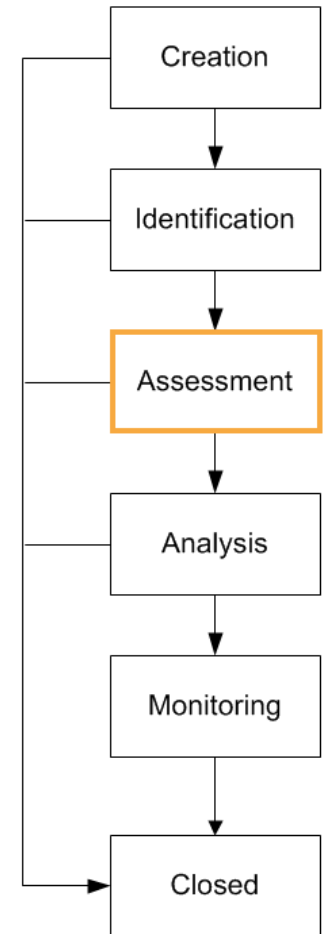 Creation
Identification
Assessment
Analysis
Monitoring
Closed